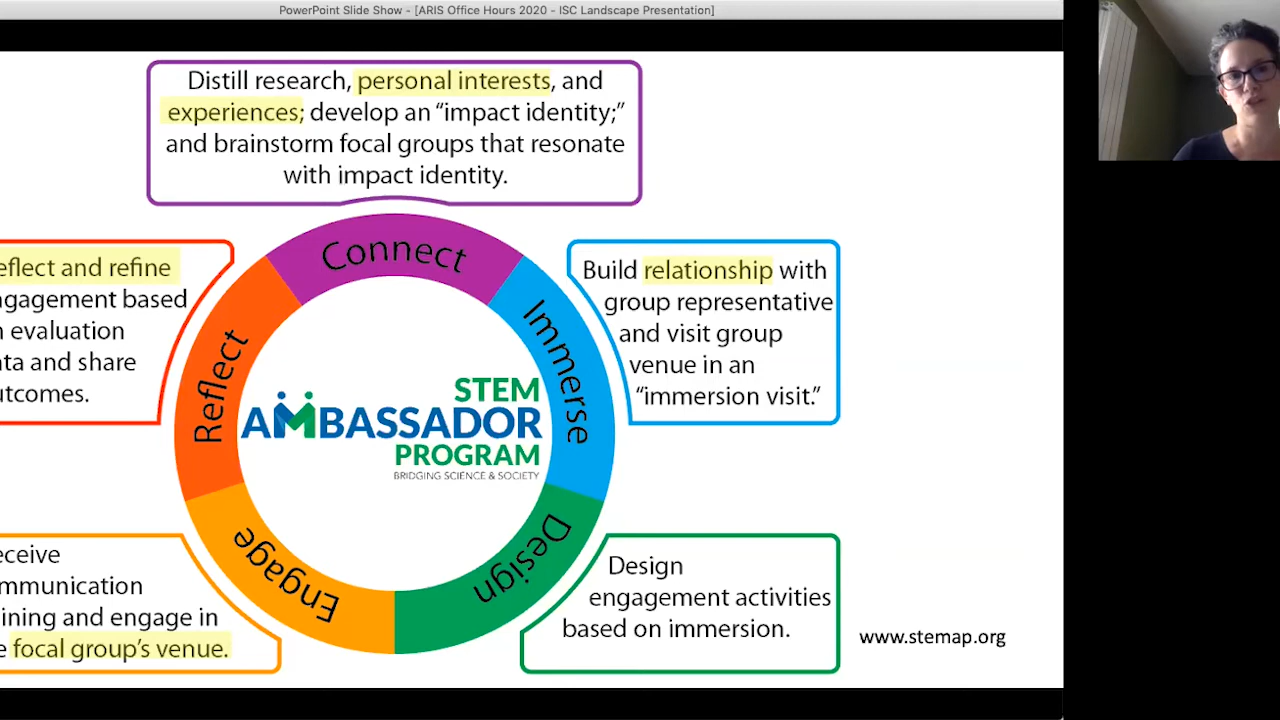 PowerPoint Slide Show - [ARIS Office Hours 2020 - ISC Landscape Presentation]
Distill research, personal interests, and
experiences; develop an “impact identity;”
and brainstorm focal groups that resonate
with impact identity.
Connect
eflect and refine
gagement based
n evaluation
ta and share
utcomes.
Reflect
Build relationship with
group representative
and visit group
venue in an
“immersion visit.”
Immerse
STEM
AMBASSADOR
PROGRAM
BRIDGING SCIENCE & SOCIETY
eceive
mmunication
ining and engage in
e focal group’s venue.
Engage
Design
Design
engagement activities
based on immersion.
www.stemap.org